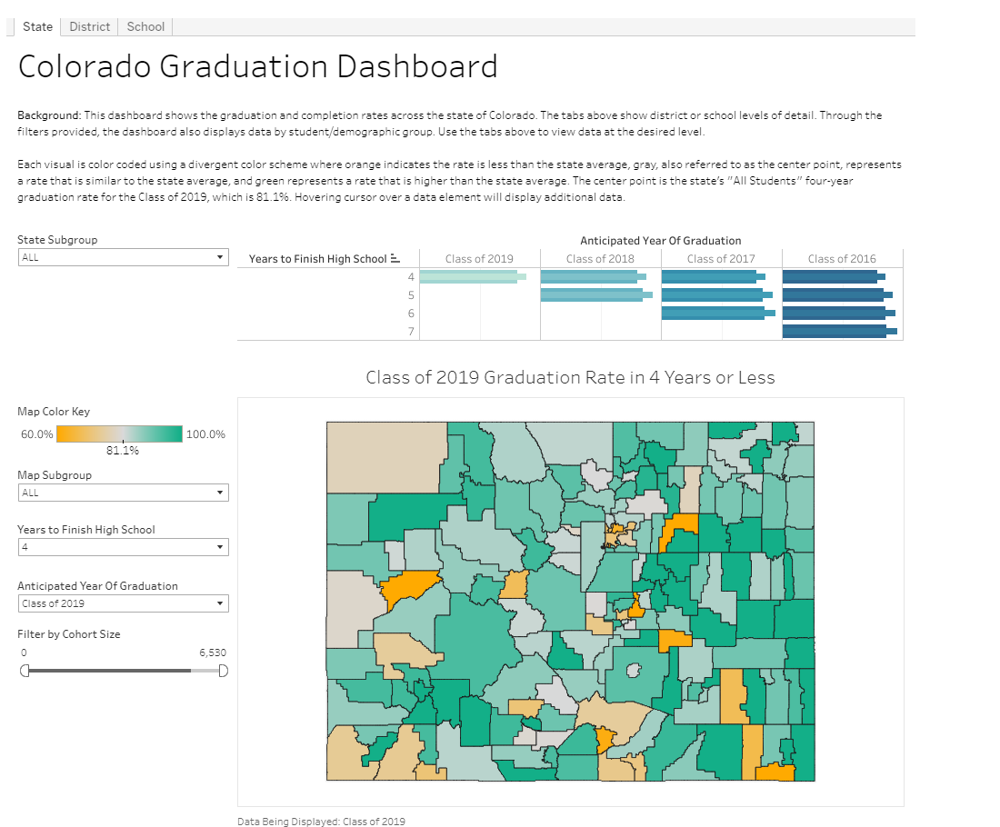 State District School
Colorado Graduation Dashboard
Background: This dashboard shows the graduation and completion rates across the state of Colorado. The tabs above show district or school levels of detail. Through the
filters provided, the dashboard also displays data by student/demographic group. Use the tabs above to view data at the desired level.
Each visual is color coded using a divergent color scheme where orange indicates the rate is less than the state average, gray, also referred to as the center point, represents
a rate that is similar to the state average, and green represents a rate that is higher than the state average. The center point is the state's "All Students" four-year
graduation rate for the Class of 2019, which is 81.1%. Hovering cursor over a data element will display additional data.
State Subgroup
ALL
Anticipated Year Of Graduation
Years to Finish High School Class of 2019 Class of 2018 Class of 2017 Class of 2016
4
5
6
7
Class of 2019 Graduation Rate in 4 Years or Less
Map Color Key
60.0% 100.0%
81.1%
Map Subgroup
ALL
Years to Finish High School
4
Anticipated Year Of Graduation
Class of 2019
Filter by Cohort Size
0 6,530
Data Being Displayed: Class of 2019